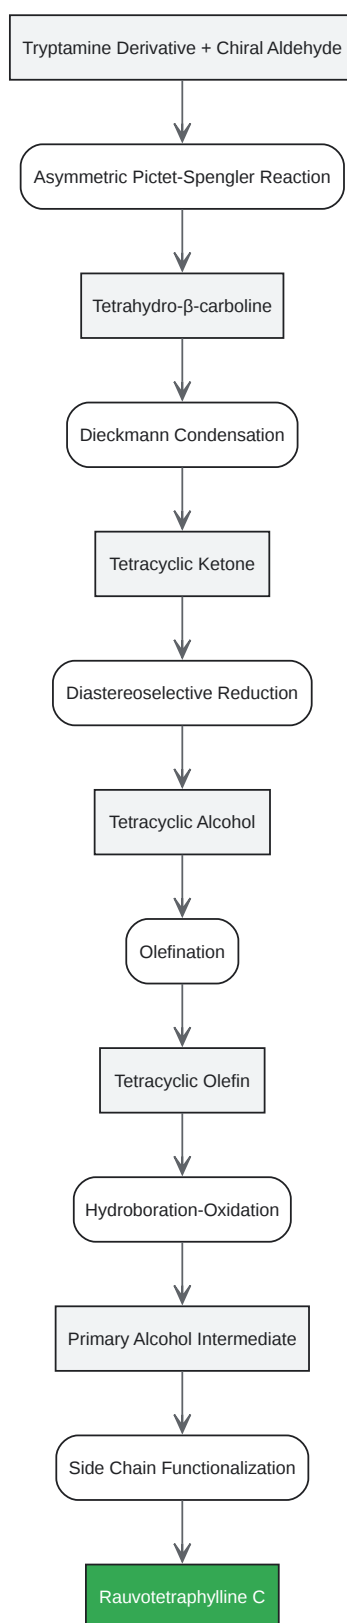 Tryptamine Derivative + Chiral Aldehyde
Asymmetric Pictet-Spengler Reaction
Tetrahydro-β-carboline
Dieckmann Condensation
Tetracyclic Ketone
Diastereoselective Reduction
Tetracyclic Alcohol
Olefination
Tetracyclic Olefin
Hydroboration-Oxidation
Primary Alcohol Intermediate
Side Chain Functionalization
Rauvotetraphylline C